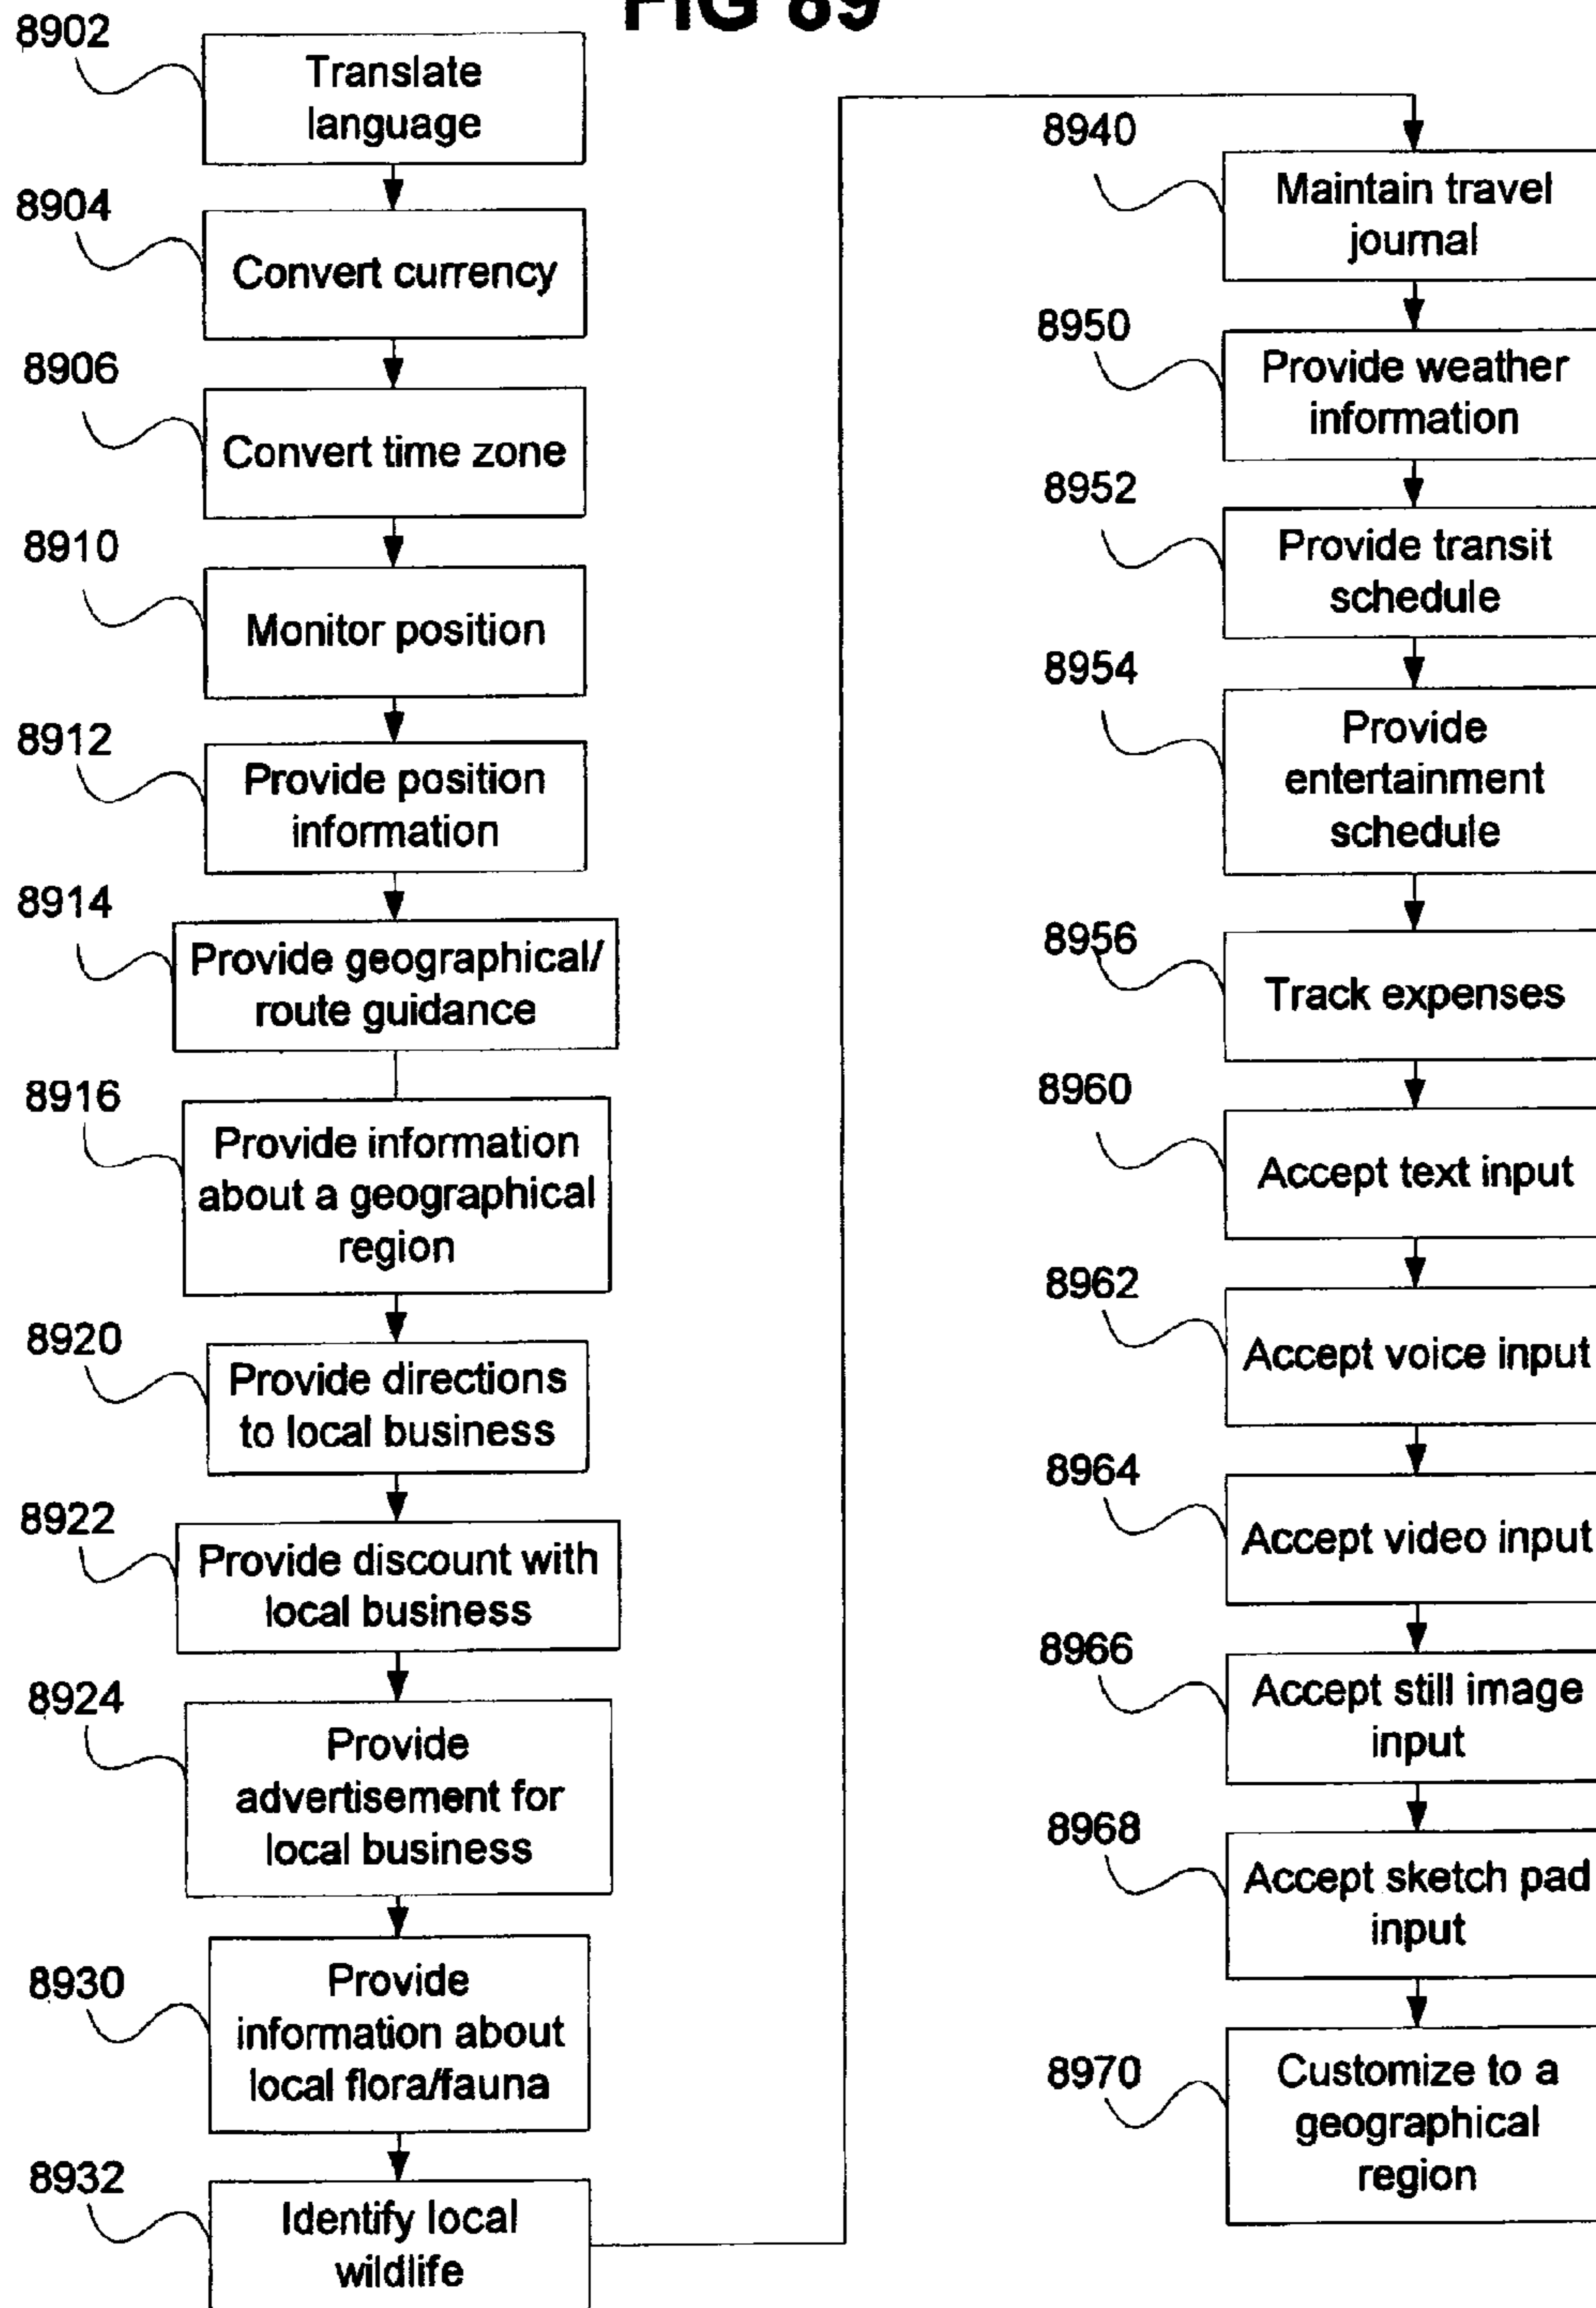 FIG 89
8902
Translate
language
8904
Convert currency
8906
Convert time zone
8910
Monitor position
8912
Provide position
information
8914
Provide geographical/
route guidance
8916
Provide information
about a geographical
region
8920
Provide directions
to local business
8922
Provide discount with
local business
8924
Provide
advertisement for
local business
8930
Provide
information about
local flora/fauna
8932
Identify local
wildlife
8940
Maintain travel
journal
8950
Provide weather
information
8952
Provide transit
schedule
8954
Provide
entertainment
schedule
8956
Track expenses
8960
Accept text input
8962
Accept voice input
8964
Accept video input
8966
Accept still image
input
8968
Accept sketch pad
input
8970
Customize to a
geographical
region